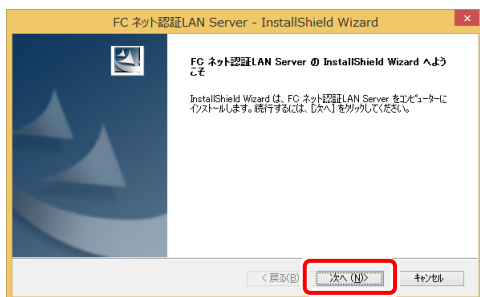 FC ネット認証LAN Server - InstallShield Wizard
FC ネット認証LAN Server の InstallShield Wizard へよう
こそ
InstallShield Wizard は、FC ネット認証LAN Server をコンピューターに
インストールします。続行するには、[次へ] をクリックしてください。
< 戻る(B)
次へ (N)>
キャンセル